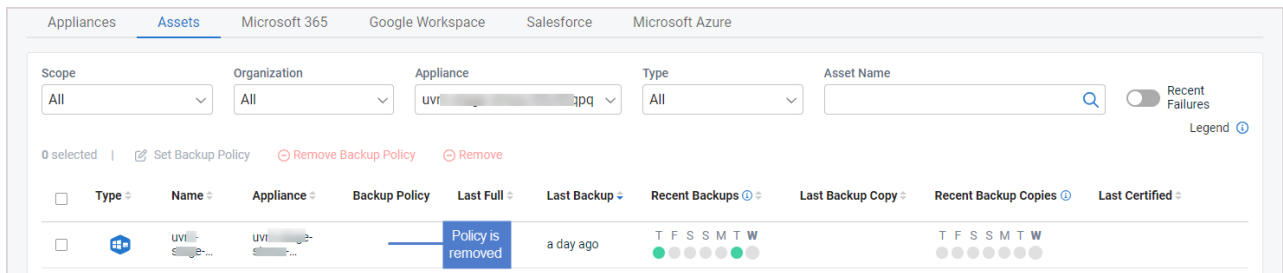 Appliances Assets Microsoft 365 Google Workspace Salesforce Microsoft Azure
Scope Organization Appliance Type Asset Name
All All All
Recent
Failures
Legend
0 selected | Set Backup Policy Remove Backup Policy Remove
Type Name Appliance Backup Policy Last Full Last Backup Recent Backups Last Backup Copy Recent Backup Copies Last Certified
Policy is
removed
a day ago
T F S S M T W T F S S M T W